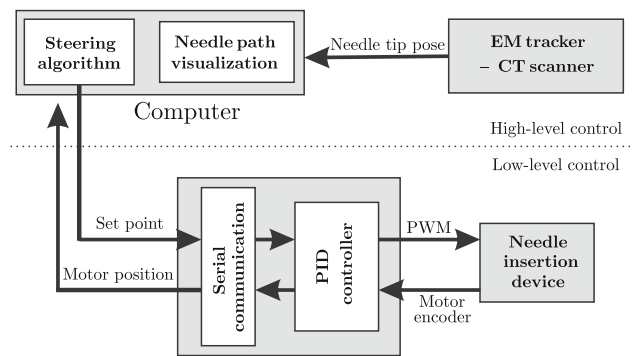 Steering
algorithm
Needle path
visualization
Computer
Needle tip pose
EM tracker
– CT scanner
High-level control
Low-level control
Set point
Motor position
Serial
communication
PID
controller
PWM
Motor
encoder
Needle
insertion
device